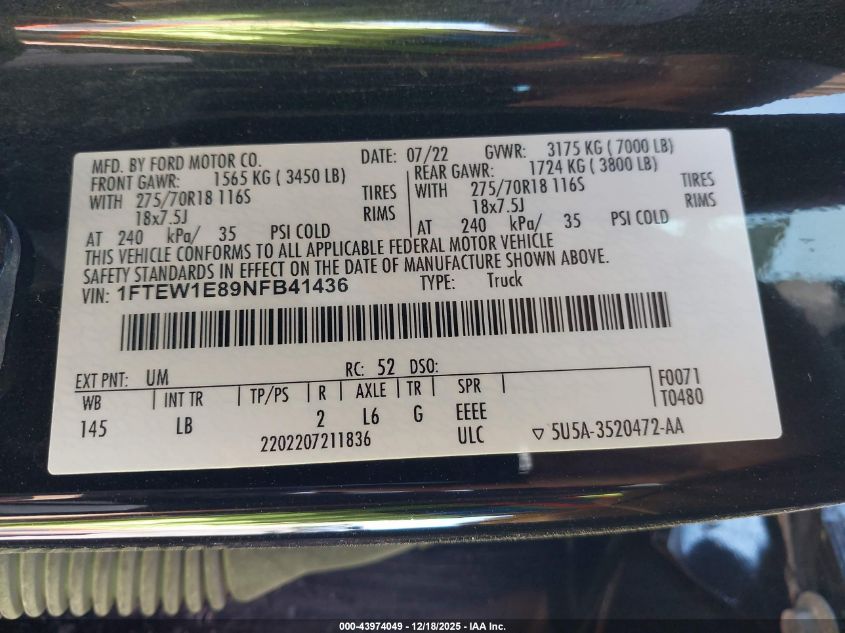 MFD. BY FORD MOTOR CO. DATE: 07/22 GVWR: 3175 KG ( 7000 LB)
FRONT GAWR: 1565 KG ( 3450 LB) REAR GAWR: 1724 KG ( 3800 LB)
WITH 275/70R18 116S TIRES WITH 275/70R18 116S TIRES
18x7.5J RIMS 18x7.5J RIMS
AT 240 kPa/ 35 PSI COLD AT 240 kPa/ 35 PSI COLD
THIS VEHICLE CONFORMS TO ALL APPLICABLE FEDERAL MOTOR VEHICLE
SAFETY STANDARDS IN EFFECT ON THE DATE OF MANUFACTURE SHOWN ABOVE.
VIN: 1FTEW1E89NFB41436 TYPE: Truck
EXT PNT: UM RC: 52 DSO:
WB INT TR TP/PS R AXLE TR SPR F0071
145 LB 2 L6 G EEEE T0480
2202207211836 ULC 5U5A-3520472-AA
000-43974049 - 12/18/2025 - IAA Inc.